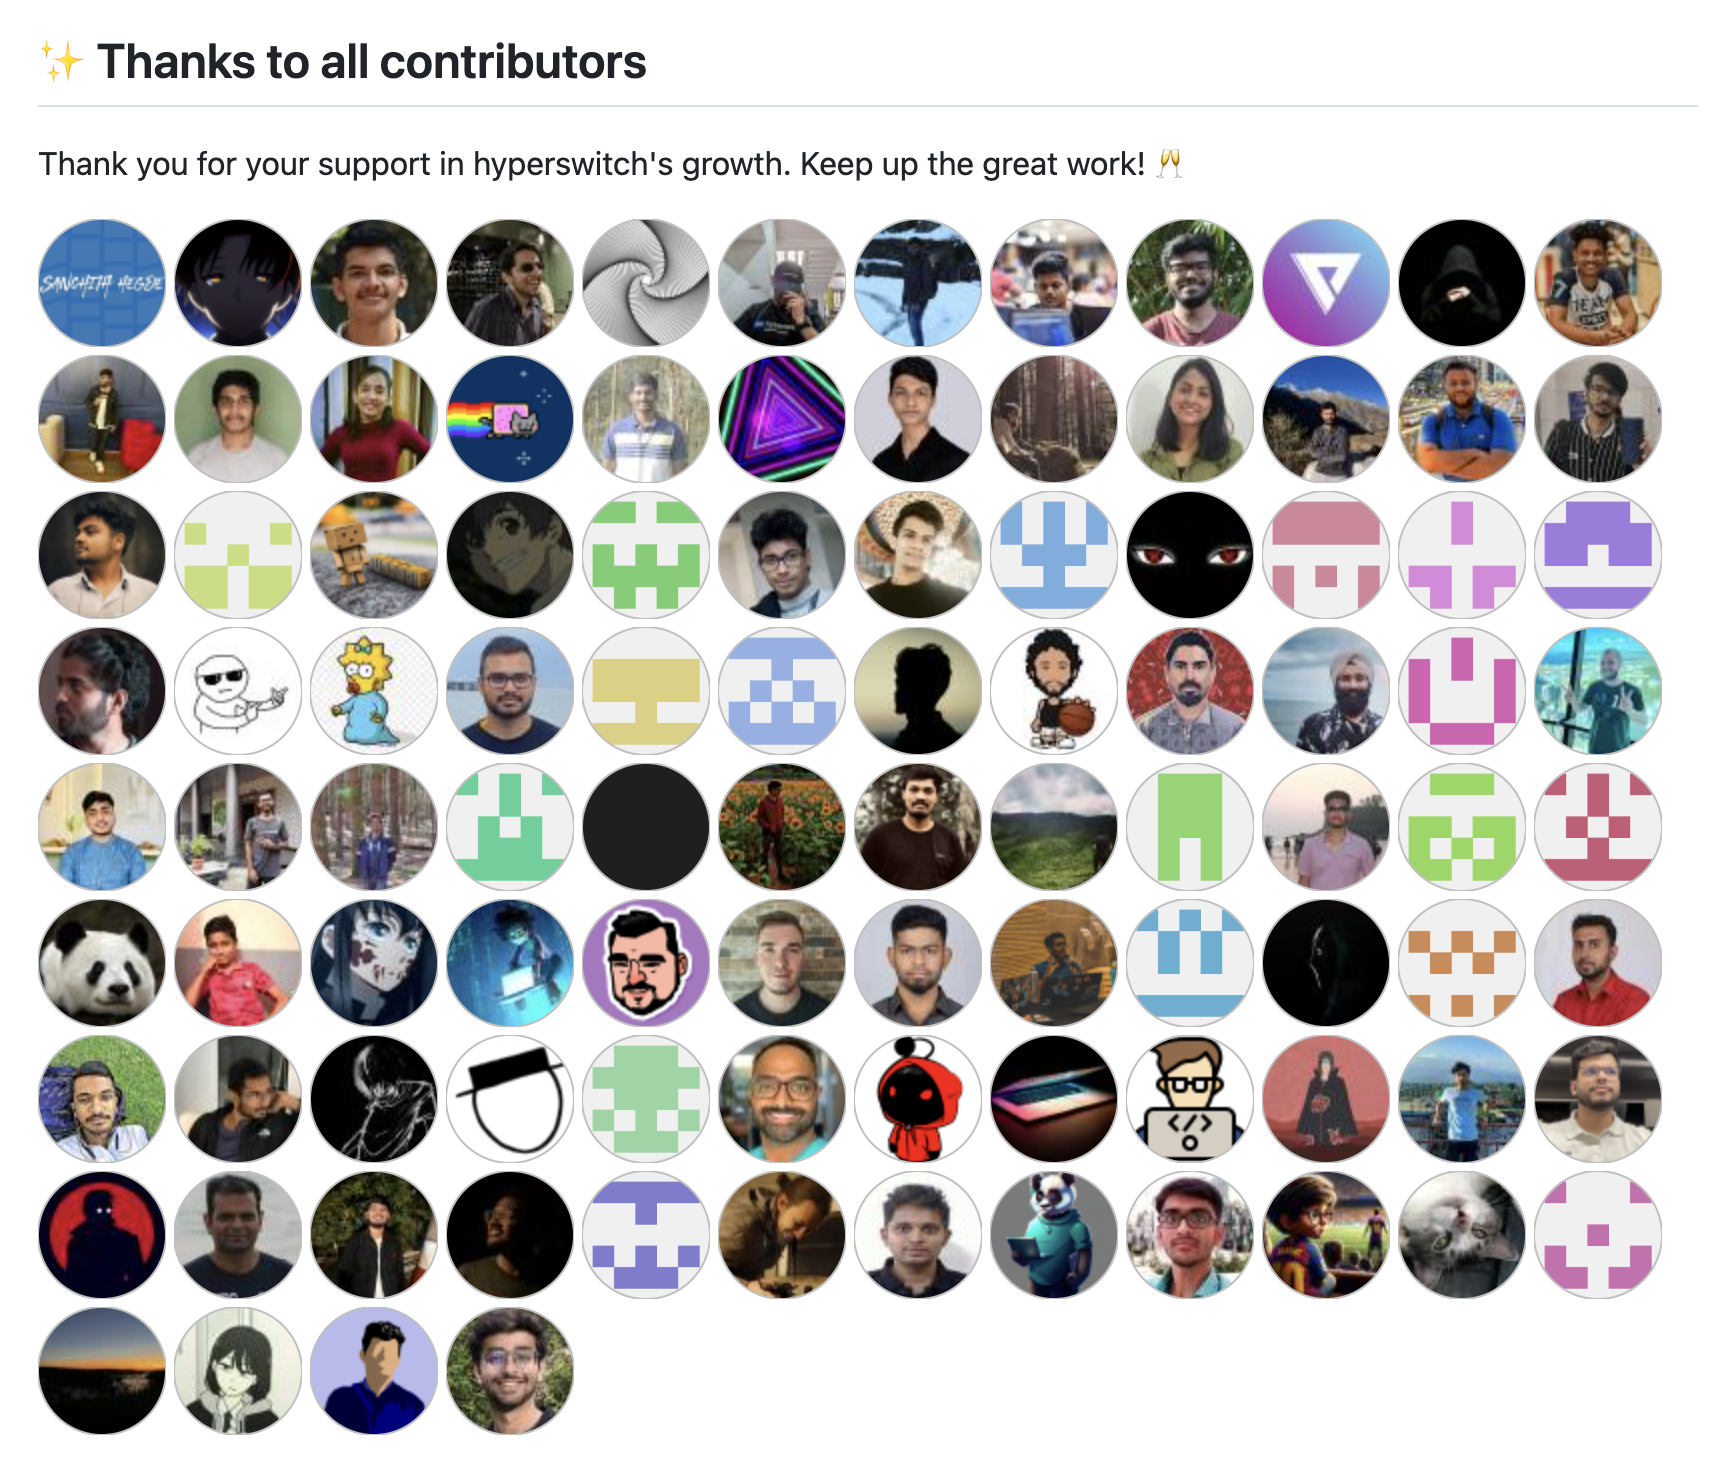 ✨ Thanks to all contributors
Thank you for your support in hyperswitch's growth. Keep up the great work! 🥂
SANCHITH HEGDE